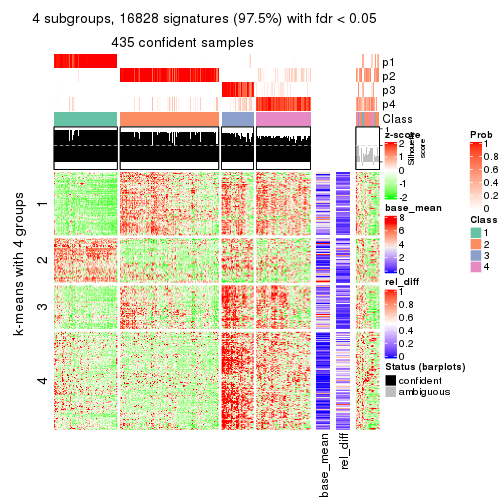 4 subgroups, 16828 signatures (97.5%) with fdr < 0.05
435 confident samples
p1
p2
p3
p4
Class
1
Silhouette
score
z-score
2
1
0
-1
-2
base_mean
8
6
4
2
0
rel_diff
1
0.8
0.6
0.4
0.2
0
Status (barplots)
confident
ambiguous
Prob
1
0.8
0.6
0.4
0.2
0
Class
1
2
3
4
k-means with 4 groups
1
2
3
4
base_mean
rel_diff